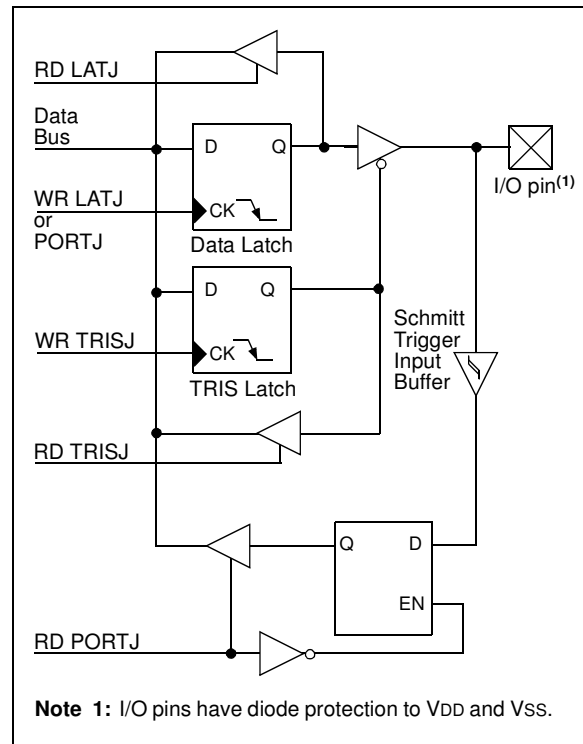 RD LATJ
Data
Bus
D Q
I/O pin(1)
WR LATJ
or
PORTJ
CK
Data Latch
D Q
WR TRISJ
CK
TRIS Latch
Schmitt
Trigger
Input
Buffer
RD TRISJ
Q D
EN
RD PORTJ
Note 1: I/O pins have diode protection to VDD and VSS.